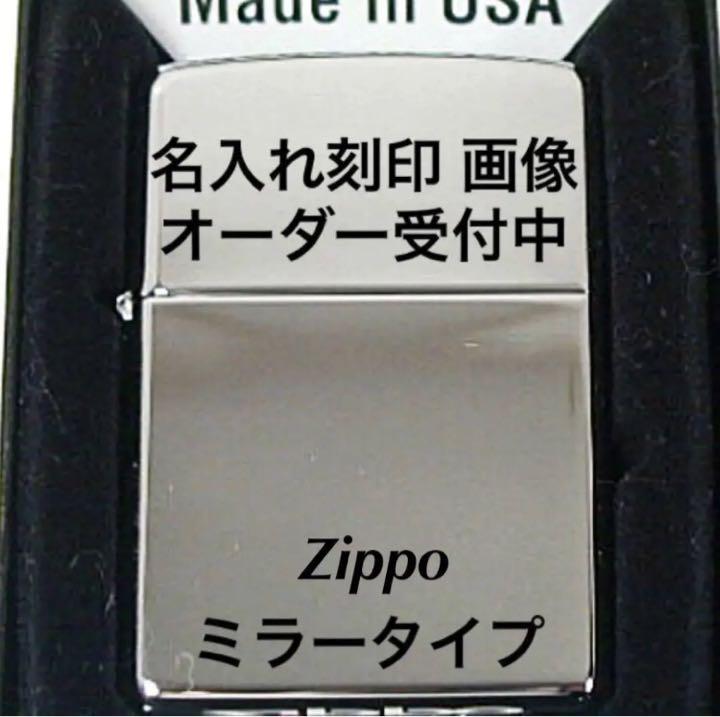 Made in USA
名入れ刻印 画像
オーダー受付中
Zippo
ミラータイプ